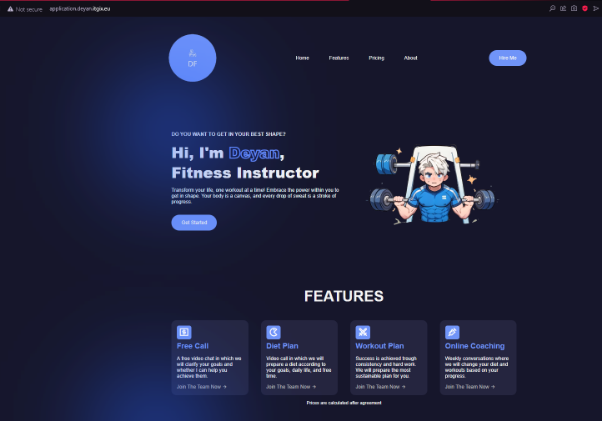 Not secure application.deyan.itgix.eu
DF
Home Features Pricing About
Hire Me
DO YOU WANT TO GET IN YOUR BEST SHAPE?
Hi, I'm Deyan,
Fitness Instructor
Transform your life, one workout at a time! Embrace the power within you to
get in shape. Your body is a canvas, and every drop of sweat is a stroke of
progress.
Get Started
FEATURES
Free Call
A free video chat in which we
will clarify your goals and
whether I can help you
achieve them.
Join The Team Now →
Diet Plan
Video call in which we will
prepare a diet according to
your goals, daily life, and free
time.
Join The Team Now →
Workout Plan
Success is achieved trough
consistency and hard work.
We will prepare the most
sustainable plan for you
Join The Team Now →
Online Coaching
Weekly conversations where
we will change your diet and
workouts based on your
progress.
Join The Team Now →
Prices are calculated after agreement